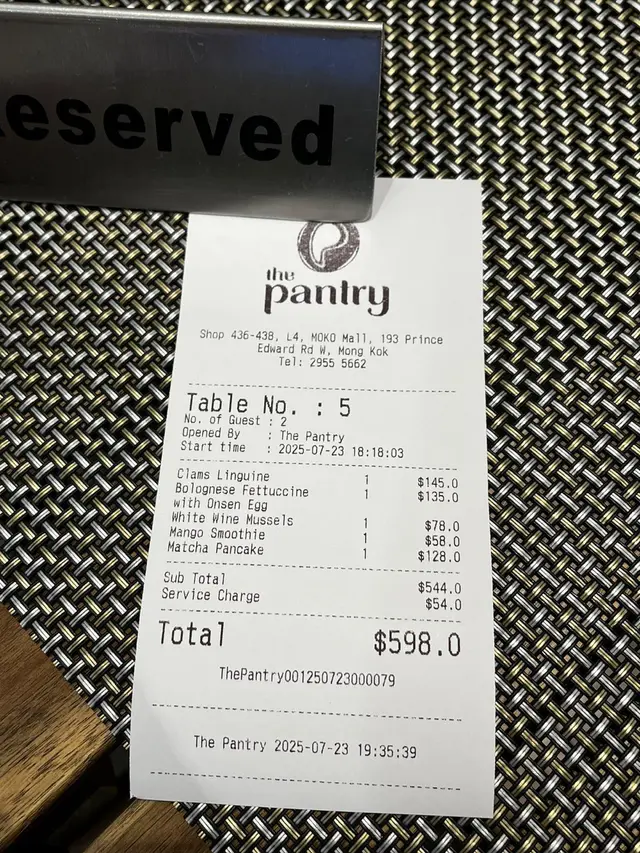 eserved
the
pantry
Shop 436-438, L4, MOKO Mall, 193 Prince
Edward Rd W, Mong Kok
Tel: 2955 5662
Table No. : 5
No. of Guest : 2
Opened By : The Pantry
Start time : 2025-07-23 18:18:03
Clams Linguine 1 $145.0
Bolognese Fettuccine 1 $135.0
with Onsen Egg
White Wine Mussels 1 $78.0
Mango Smoothie 1 $58.0
Matcha Pancake 1 $128.0
Sub Total $544.0
Service Charge $54.0
Total $598.0
ThePantry001250723000079
The Pantry 2025-07-23 19:35:39